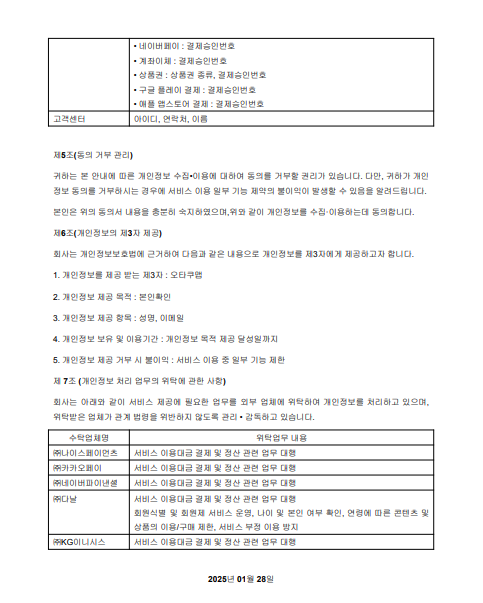 • 네이버페이 : 결제승인번호
• 계좌이체 : 결제승인번호
• 상품권 : 상품권 종류, 결제승인번호
• 구글 플레이 결제 : 결제승인번호
• 애플 앱스토어 결제 : 결제승인번호
고객센터 아이디, 연락처, 이름
제5조(동의 거부 관리)
귀하는 본 안내에 따른 개인정보 수집•이용에 대하여 동의를 거부할 권리가 있습니다. 다만, 귀하가 개인
정보 동의를 거부하시는 경우에 서비스 이용 일부 기능 제약의 불이익이 발생할 수 있음을 알려드립니다.
본인은 위의 동의서 내용을 충분히 숙지하였으며,위와 같이 개인정보를 수집·이용하는데 동의합니다.
제6조(개인정보의 제3자 제공)
회사는 개인정보보호법에 근거하여 다음과 같은 내용으로 개인정보를 제3자에게 제공하고자 합니다.
1. 개인정보를 제공 받는 제3자 : 오타쿠맵
2. 개인정보 제공 목적 : 본인확인
3. 개인정보 제공 항목 : 성명, 이메일
4. 개인정보 보유 및 이용기간 : 개인정보 목적 제공 달성일까지
5. 개인정보 제공 거부 시 불이익 : 서비스 이용 중 일부 기능 제한
제 7조 (개인정보 처리 업무의 위탁에 관한 사항)
회사는 아래와 같이 서비스 제공에 필요한 업무를 외부 업체에 위탁하여 개인정보를 처리하고 있으며,
위탁받은 업체가 관계 법령을 위반하지 않도록 관리 • 감독하고 있습니다.
수탁업체명 위탁업무 내용
㈜나이스페이먼츠 서비스 이용대금 결제 및 정산 관련 업무 대행
㈜카카오페이 서비스 이용대금 결제 및 정산 관련 업무 대행
㈜네이버파이낸셜 서비스 이용대금 결제 및 정산 관련 업무 대행
㈜다날 서비스 이용대금 결제 및 정산 관련 업무 대행
회원식별 및 회원제 서비스 운영, 나이 및 본인 여부 확인, 연령에 따른 콘텐츠 및
상품의 이용/구매 제한, 서비스 부정 이용 방지
㈜KG이니시스 서비스 이용대금 결제 및 정산 관련 업무 대행
2025년 01월 28일